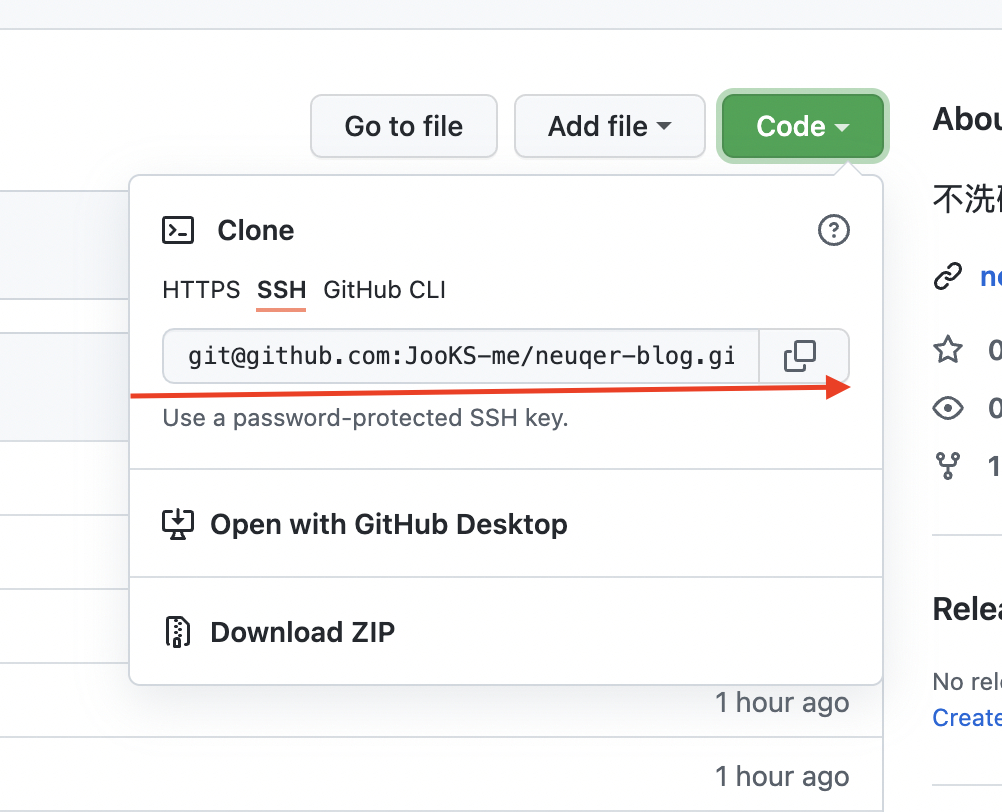 Go to file Add file Code
Abou
Clone
不洗
HTTPS SSH GitHub CLI
ne
git@github.com:JooKS-me/neuqer-blog.gi
0
Use a password-protected SSH key.
0
1
Open with GitHub Desktop
Relea
Download ZIP
No rele
1 hour ago
Create
1 hour ago